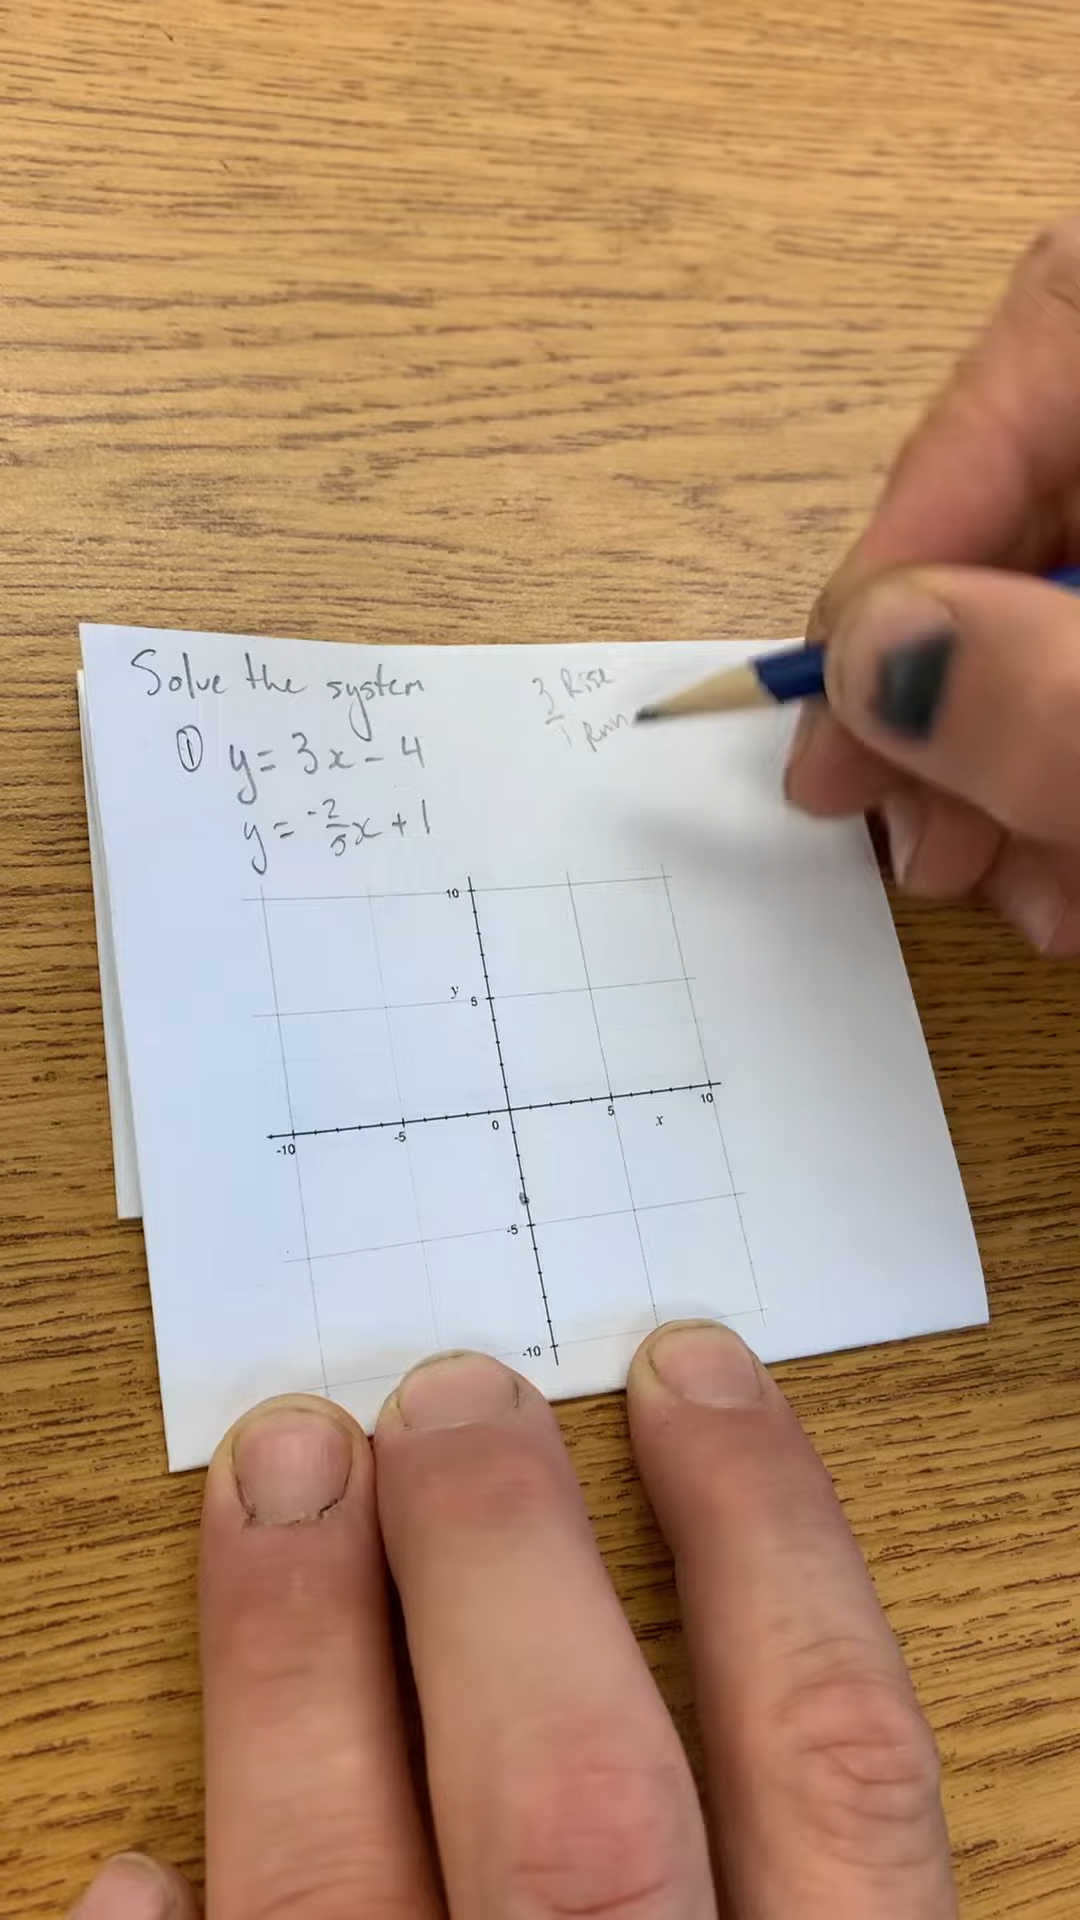 Solve the system
① y = 3x - 4
y = -2/5 x + 1
3 Rise
1 Run
10
y
5
-10 -5 0 5 10
x
-5
-10